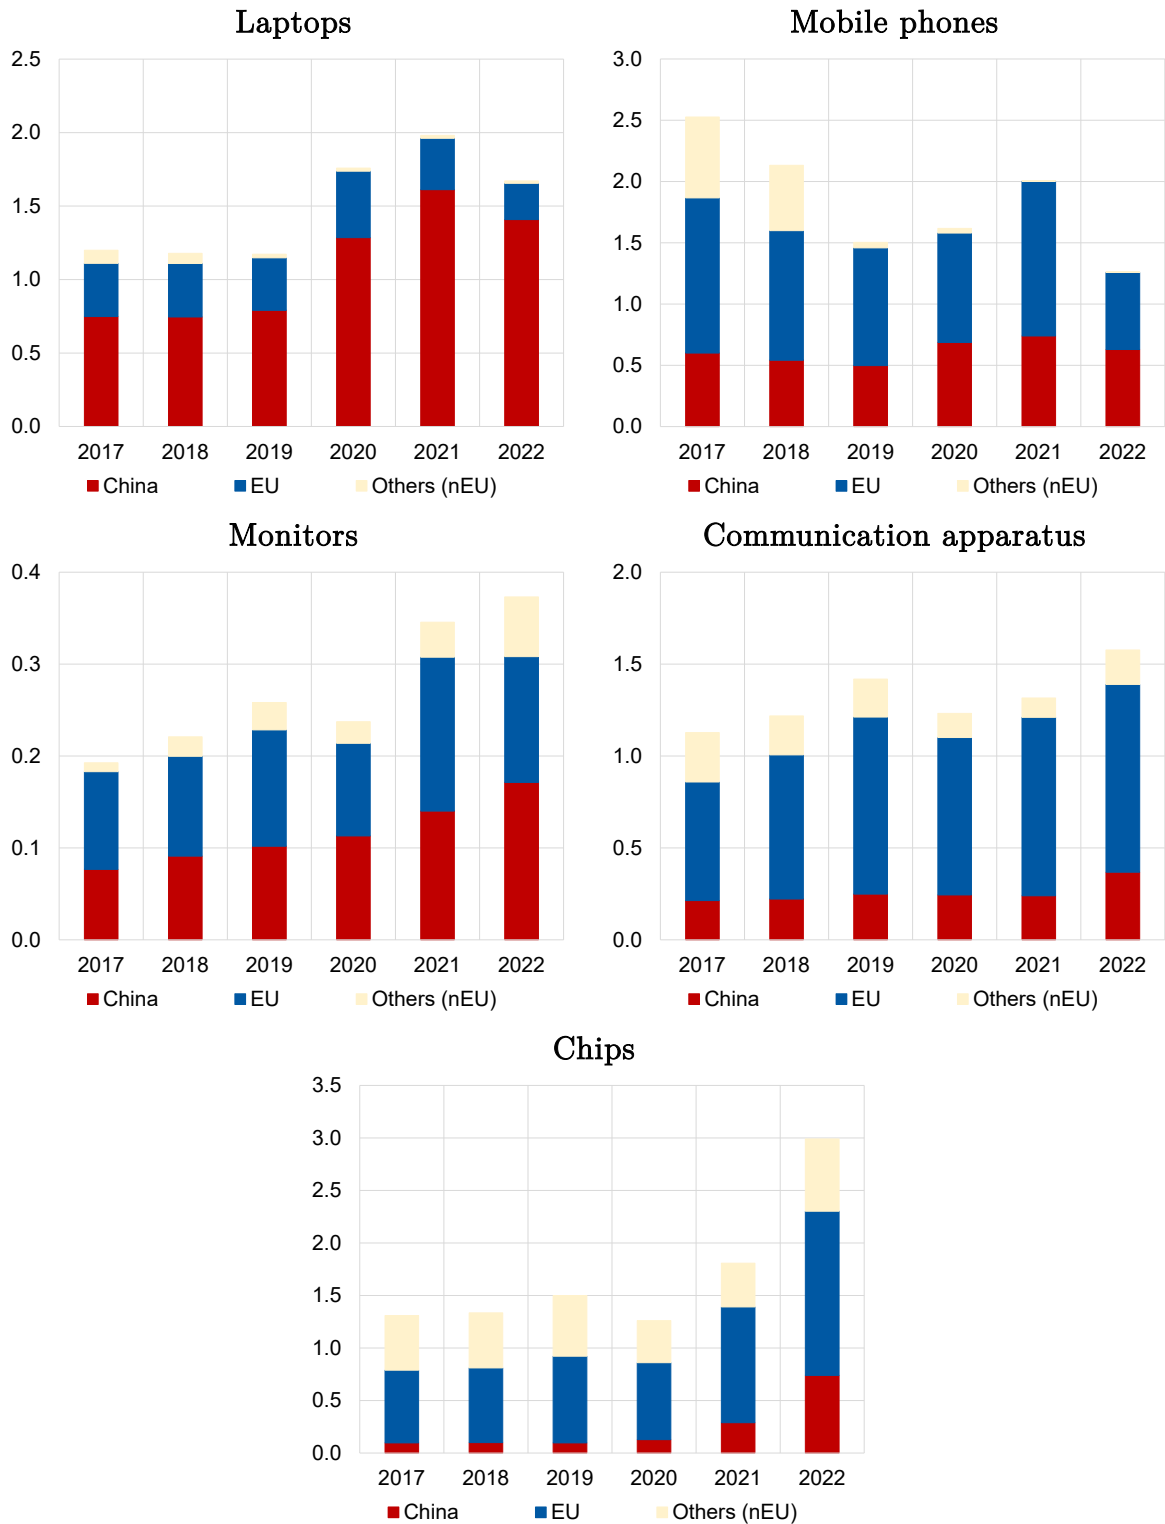 Laptops
2.5
2.0
1.5
1.0
0.5
0.0
2017 2018 2019 2020 2021 2022
China EU Others (nEU)
Mobile phones
3.0
2.5
2.0
1.5
1.0
0.5
0.0
2017 2018 2019 2020 2021 2022
China EU Others (nEU)
Monitors
0.4
0.3
0.2
0.1
0.0
2017 2018 2019 2020 2021 2022
China EU Others (nEU)
Communication apparatus
2.0
1.5
1.0
0.5
0.0
2017 2018 2019 2020 2021 2022
China EU Others (nEU)
Chips
3.5
3.0
2.5
2.0
1.5
1.0
0.5
0.0
2017 2018 2019 2020 2021 2022
China EU Others (nEU)